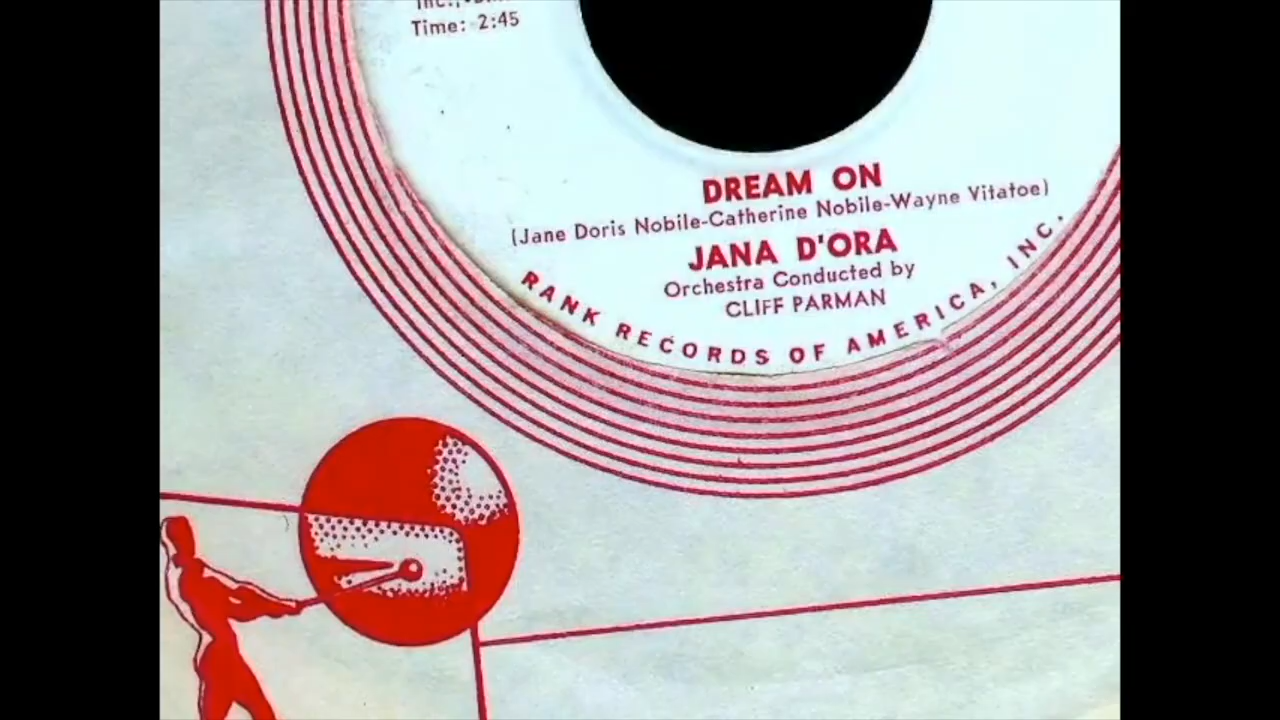 Time: 2:45
DREAM ON
(Jane Doris Nobile-Catherine Nobile-Wayne Vitatoe)
JANA D'ORA
Orchestra Conducted by
CLIFF PARMAN
RANK RECORDS OF AMERICA, INC.